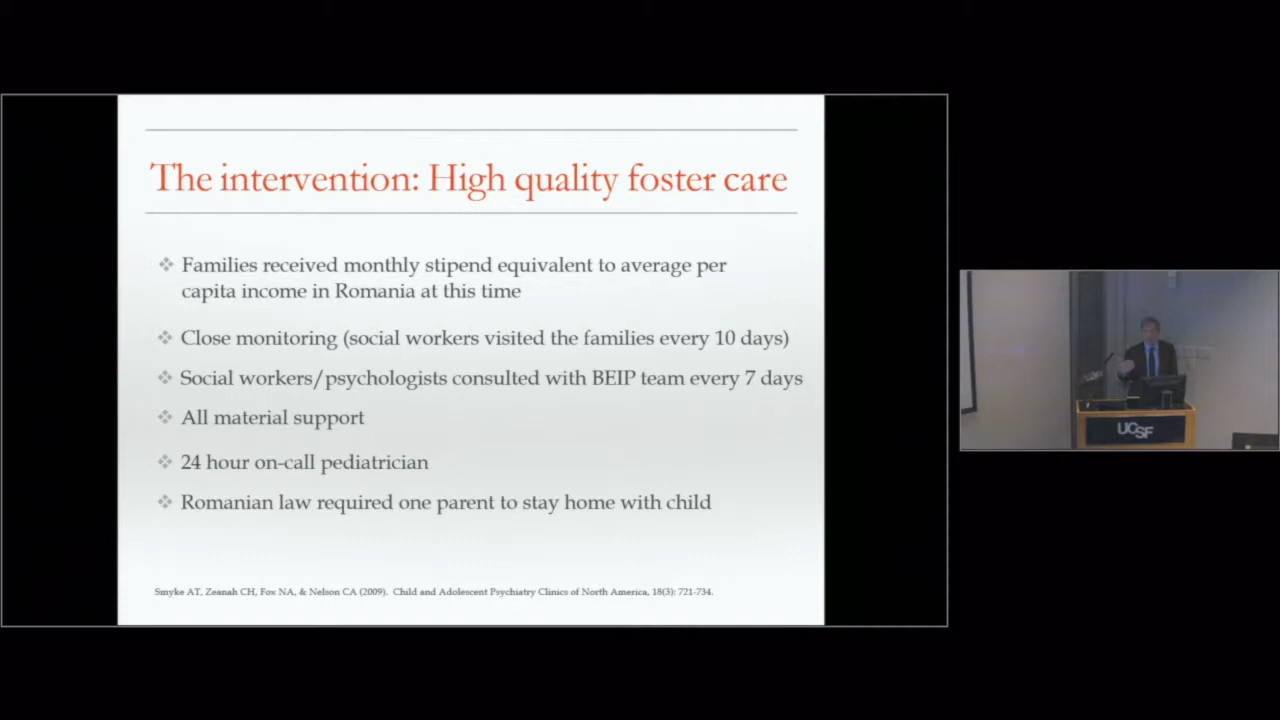 The intervention: High quality foster care
❖ Families received monthly stipend equivalent to average per
capita income in Romania at this time
❖ Close monitoring (social workers visited the families every 10 days)
❖ Social workers/psychologists consulted with BEIP team every 7 days
❖ All material support
❖ 24 hour on-call pediatrician
❖ Romanian law required one parent to stay home with child
Smyke AT, Zeanah CH, Fox NA, & Nelson CA (2009). Child and Adolescent Psychiatry Clinics of North America, 18(3): 721-734.
UCSF